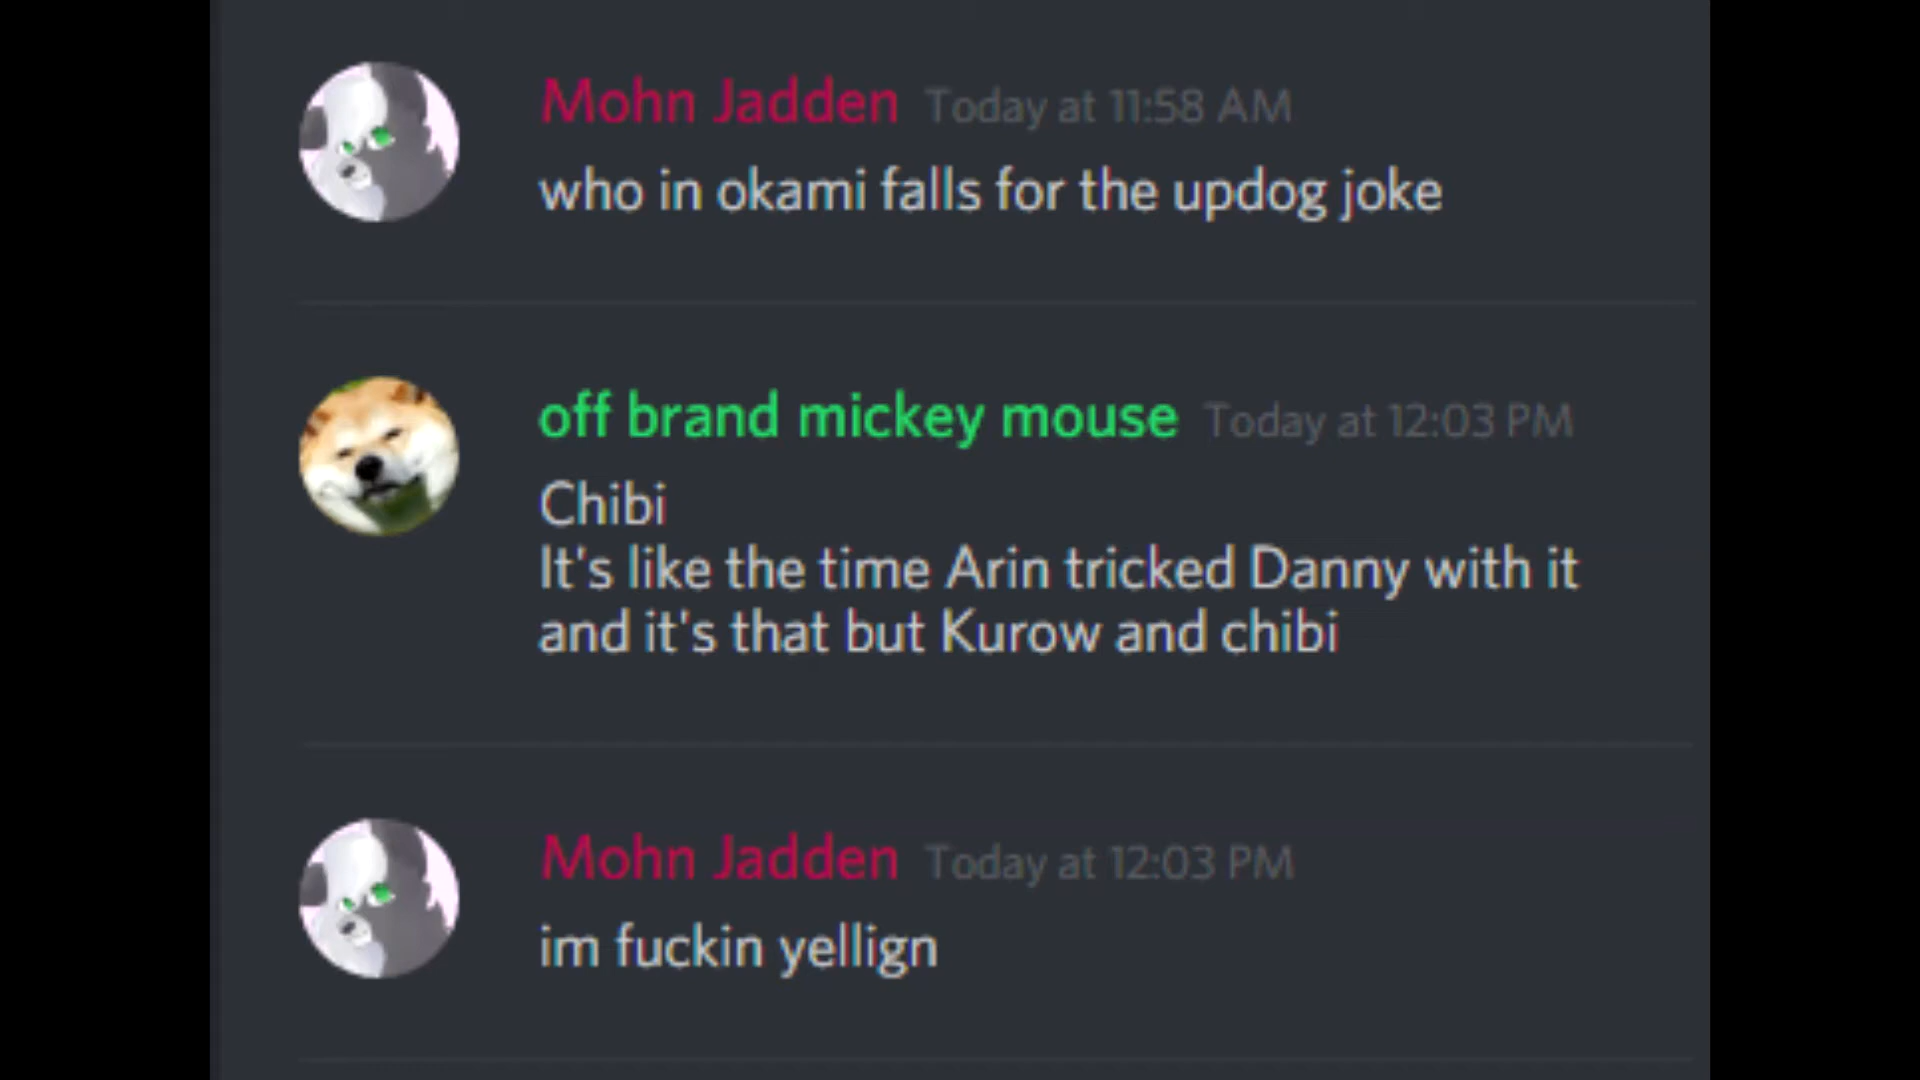 Mohn Jadden Today at 11:58 AM
who in okami falls for the updog joke
off brand mickey mouse Today at 12:03 PM
Chibi
It's like the time Arin tricked Danny with it
and it's that but Kurow and chibi
Mohn Jadden Today at 12:03 PM
im fuckin yellign